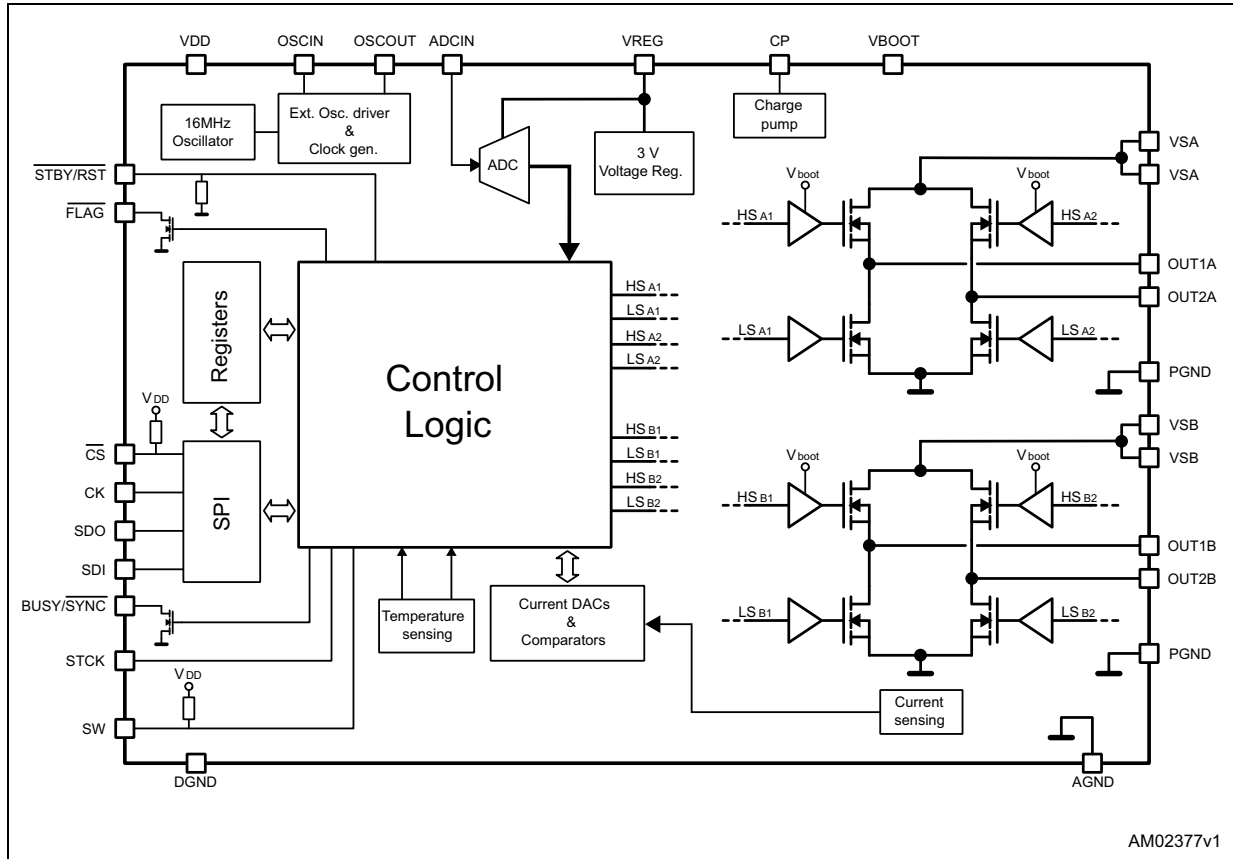 VDD
OSCIN
OSCOUT
ADCIN
VREG
CP
VBOOT
16MHz
Oscillator
Ext. Osc. driver
&
Clock gen.
ADC
3 V
Voltage Reg.
Charge
pump
STBY/RST
FLAG
Registers
Control
Logic
HS A1
LS A1
HS A2
LS A2
HS B1
LS B1
HS B2
LS B2
VDD
CS
CK
SDO
SDI
SPI
BUSY/SYNC
STCK
VDD
SW
Temperature
sensing
Current DACs
&
Comparators
Current
sensing
Vboot
Vboot
HS A1
HS A2
LS A1
LS A2
VSA
VSA
OUT1A
OUT2A
PGND
VSB
VSB
Vboot
Vboot
HS B1
HS B2
LS B1
LS B2
OUT1B
OUT2B
PGND
DGND
AGND
AM02377v1